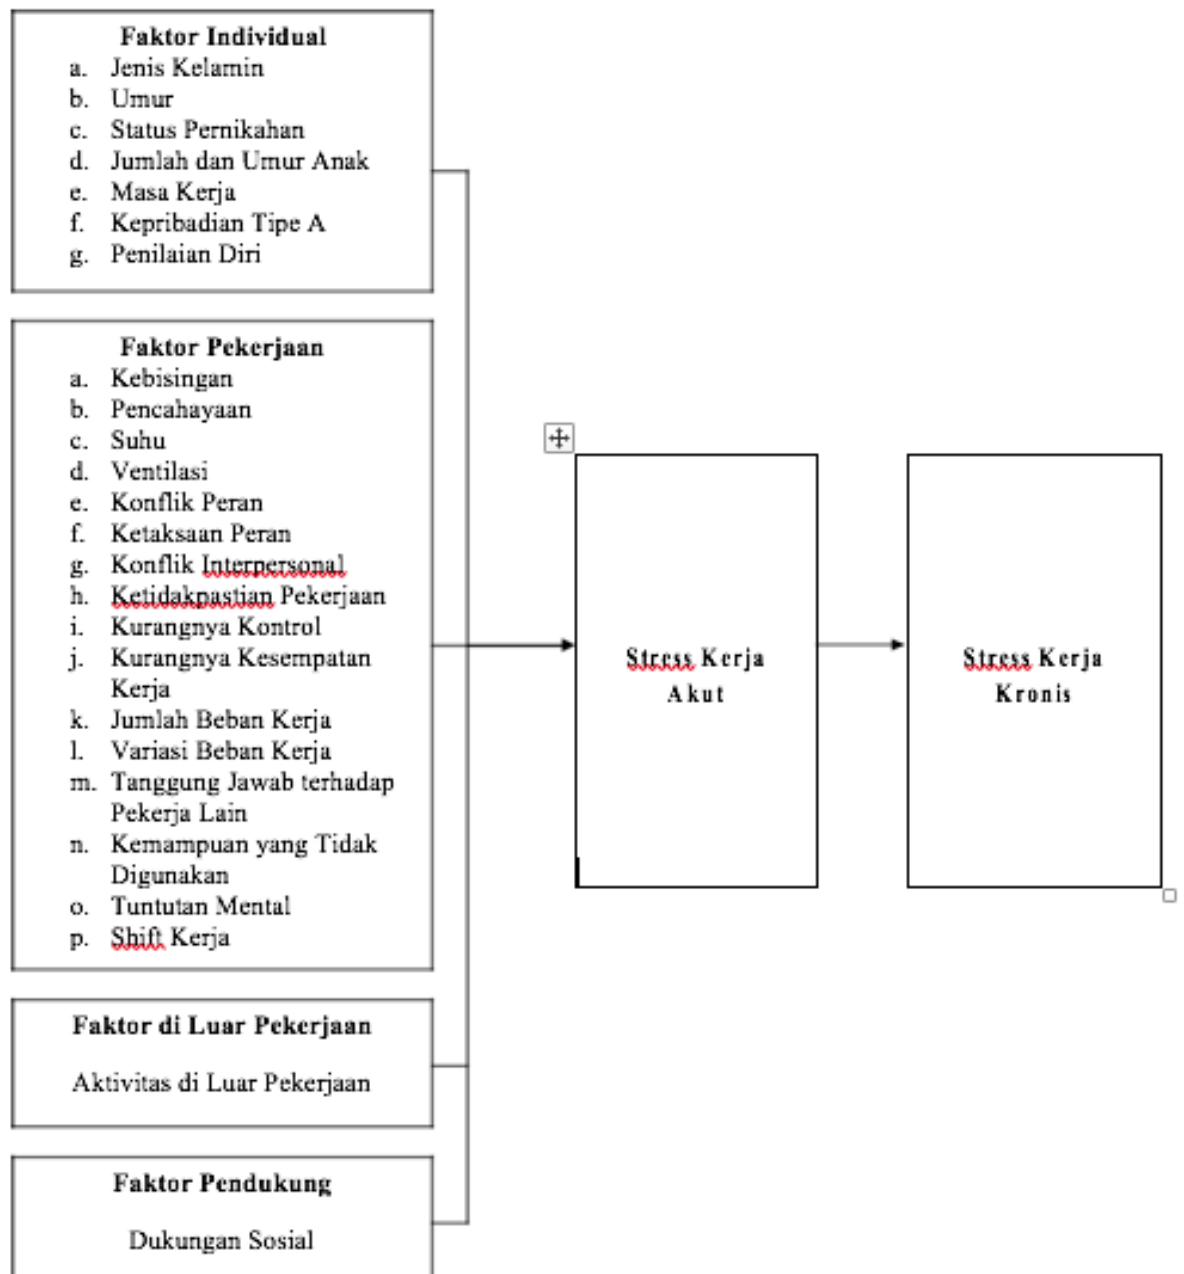 Faktor Individual
a. Jenis Kelamin
b. Umur
c. Status Pernikahan
d. Jumlah dan Umur Anak
e. Masa Kerja
f. Kepribadian Tipe A
g. Penilaian Diri
Faktor Pekerjaan
a. Kebisingan
b. Pencahayaan
c. Suhu
d. Ventilasi
e. Konflik Peran
f. Ketaksaan Peran
g. Konflik Interpersonal
h. Ketidakpastian Pekerjaan
i. Kurangnya Kontrol
j. Kurangnya Kesempatan
Kerja
k. Jumlah Beban Kerja
l. Variasi Beban Kerja
m. Tanggung Jawab terhadap
Pekerja Lain
n. Kemampuan yang Tidak
Digunakan
o. Tuntutan Mental
p. Shift Kerja
Faktor di Luar Pekerjaan
Aktivitas di Luar Pekerjaan
Faktor Pendukung
Dukungan Sosial
Stress Kerja
Akut
Stress Kerja
Kronis